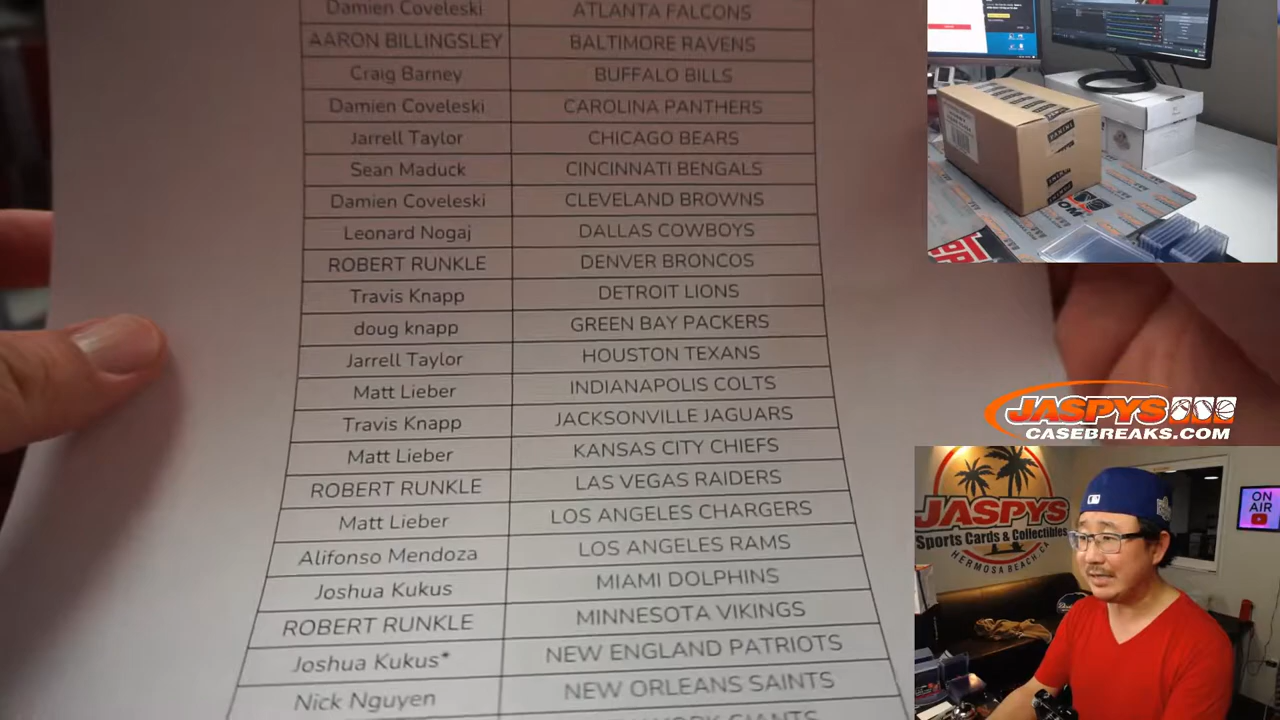 Damien Coveleski ATLANTA FALCONS
AARON BILLINGSLEY BALTIMORE RAVENS
Craig Barney BUFFALO BILLS
Damien Coveleski CAROLINA PANTHERS
Jarrell Taylor CHICAGO BEARS
Sean Maduck CINCINNATI BENGALS
Damien Coveleski CLEVELAND BROWNS
Leonard Nogaj DALLAS COWBOYS
ROBERT RUNKLE DENVER BRONCOS
Travis Knapp DETROIT LIONS
doug knapp GREEN BAY PACKERS
Jarrell Taylor HOUSTON TEXANS
Matt Lieber INDIANAPOLIS COLTS
Travis Knapp JACKSONVILLE JAGUARS
Matt Lieber KANSAS CITY CHIEFS
ROBERT RUNKLE LAS VEGAS RAIDERS
Matt Lieber LOS ANGELES CHARGERS
Alifonso Mendoza LOS ANGELES RAMS
Joshua Kukus MIAMI DOLPHINS
ROBERT RUNKLE MINNESOTA VIKINGS
Joshua Kukus* NEW ENGLAND PATRIOTS
Nick Nguyen NEW ORLEANS SAINTS
GIANTS
PANINI
JASPYS
CASEBREAKS.COM
JASPYS
Sports Cards & Collectibles
HERMOSA BEACH, CA
ON
AIR